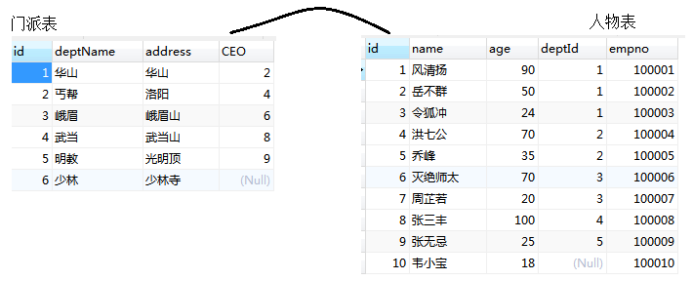 门派表
id deptName address CEO
1 华山 华山 2
2 丐帮 洛阳 4
3 峨眉 峨眉山 6
4 武当 武当山 8
5 明教 光明顶 9
6 少林 少林寺 (Null)
人物表
id name age deptId empno
1 风清扬 90 1 100001
2 岳不群 50 1 100002
3 令狐冲 24 1 100003
4 洪七公 70 2 100004
5 乔峰 35 2 100005
6 灭绝师太 70 3 100006
7 周芷若 20 3 100007
8 张三丰 100 4 100008
9 张无忌 25 5 100009
10 韦小宝 18 (Null) 100010